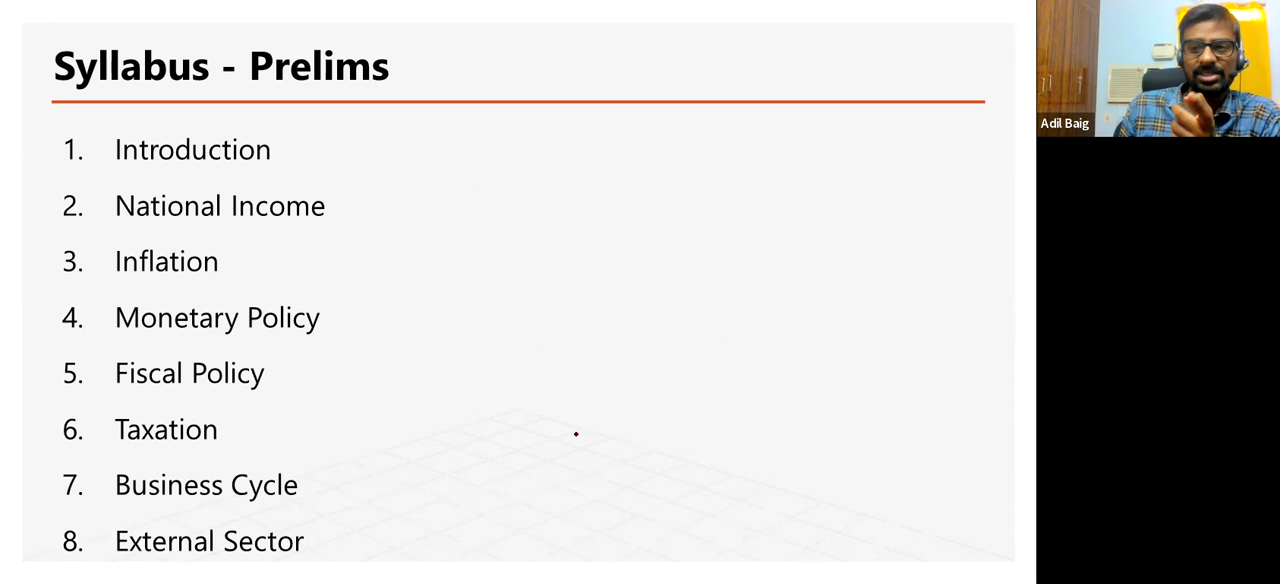 Syllabus - Prelims
1. Introduction
2. National Income
3. Inflation
4. Monetary Policy
5. Fiscal Policy
6. Taxation
7. Business Cycle
8. External Sector
Adil Baig